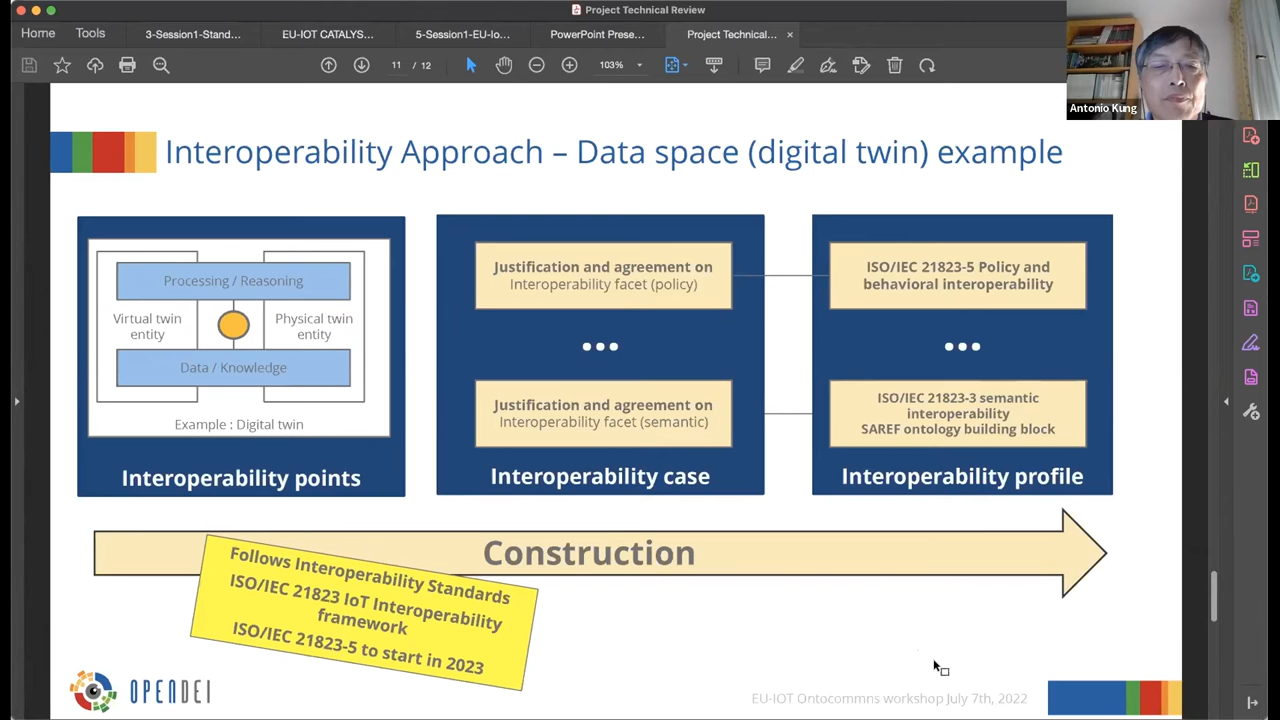 Project Technical Review
Home
Tools
3-Session1-Stand...
EU-IOT CATALYS...
5-Session1-EU-Io...
PowerPoint Prese...
Project Technical...
×
11 / 12
103%
Antonio Kung
Interoperability Approach – Data space (digital twin) example
Processing / Reasoning
Virtual twin
entity
Physical twin
entity
Data / Knowledge
Example : Digital twin
Interoperability points
Justification and agreement on
Interoperability facet (policy)
...
Justification and agreement on
Interoperability facet (semantic)
Interoperability case
ISO/IEC 21823-5 Policy and
behavioral interoperability
...
ISO/IEC 21823-3 semantic
interoperability
SAREF ontology building block
Interoperability profile
Construction
Follows Interoperability Standards
ISO/IEC 21823 IoT Interoperability
framework
ISO/IEC 21823-5 to start in 2023
OPENDEI
EU-IOT Ontocommns workshop July 7th, 2022